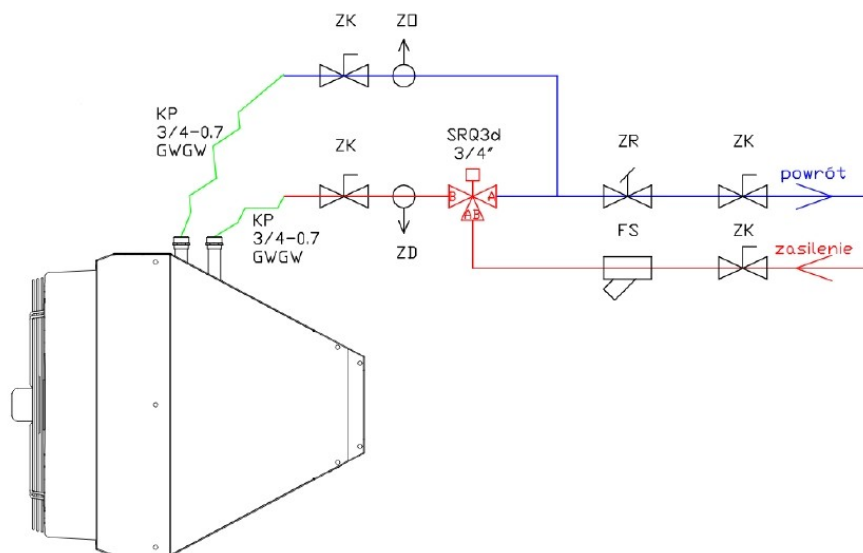 ZK
ZO
KP
3/4-0.7
GWGW
ZK
SRQ3d
3/4"
ZR
ZK
powrót
B
A
AB
KP
3/4-0.7
GWGW
ZD
FS
ZK
zasilenie